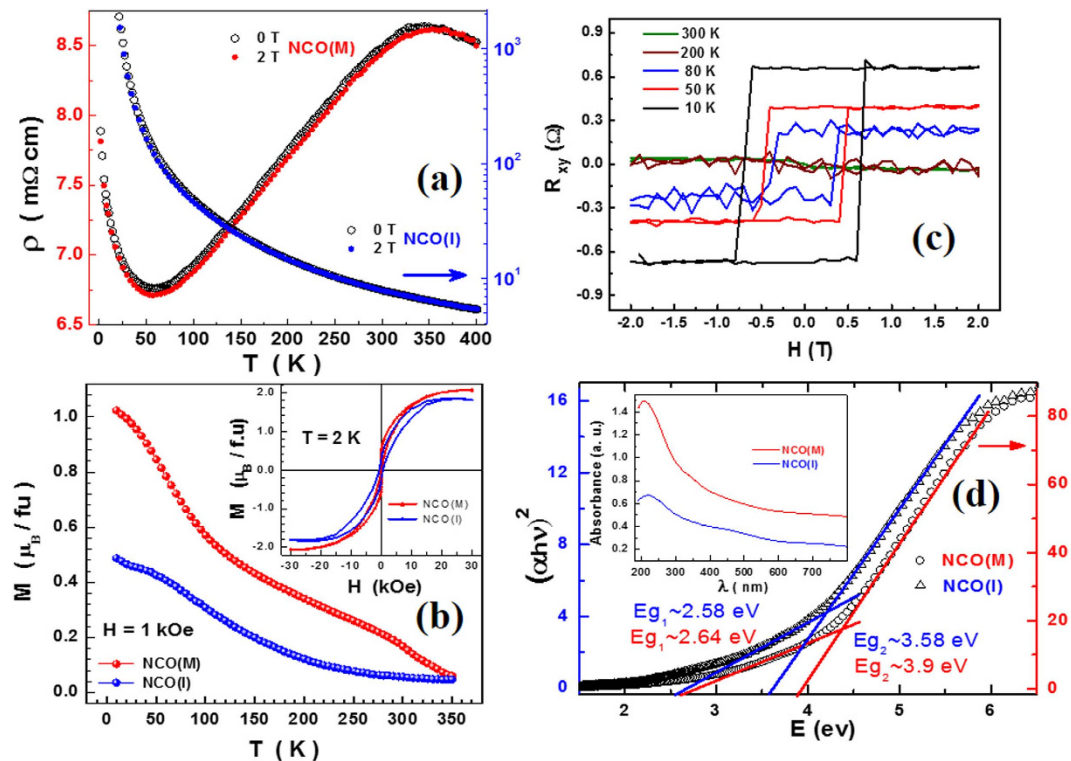 8.5
8.0
7.5
7.0
6.5
ρ ( mΩ cm)
0 T
2 T
NCO(M)
(a)
0 T
2 T
NCO(I)
10³
10²
10¹
0 50 100 150 200 250 300 350 400
T ( K )
300 K
200 K
80 K
50 K
10 K
0.9
0.6
0.3
0.0
-0.3
-0.6
-0.9
R xy (Ω)
(c)
-2.0 -1.5 -1.0 -0.5 0.0 0.5 1.0 1.5 2.0
H (T)
1.0
0.8
0.6
0.4
0.2
0.0
M (μB / fu)
2.0
1.0
0.0
-1.0
-2.0
M (μB / f.u)
T = 2 K
NCO(M)
NCO(I)
-30 -20 -10 0 10 20 30
H (kOe)
(b)
H = 1 kOe
NCO(M)
NCO(I)
0 50 100 150 200 250 300 350
T ( K )
16
12
8
4
0
(αhν)²
1.4
1.2
1.0
0.8
0.6
0.4
0.2
Absorbance (a. u.)
NCO(M)
NCO(I)
200 300 400 500 600 700
λ ( nm)
(d)
NCO(M)
NCO(I)
Eg1~2.58 eV
Eg1~2.64 eV
Eg2~3.58 eV
Eg2~3.9 eV
80
60
40
20
0
2 3 4 5 6
E (ev)